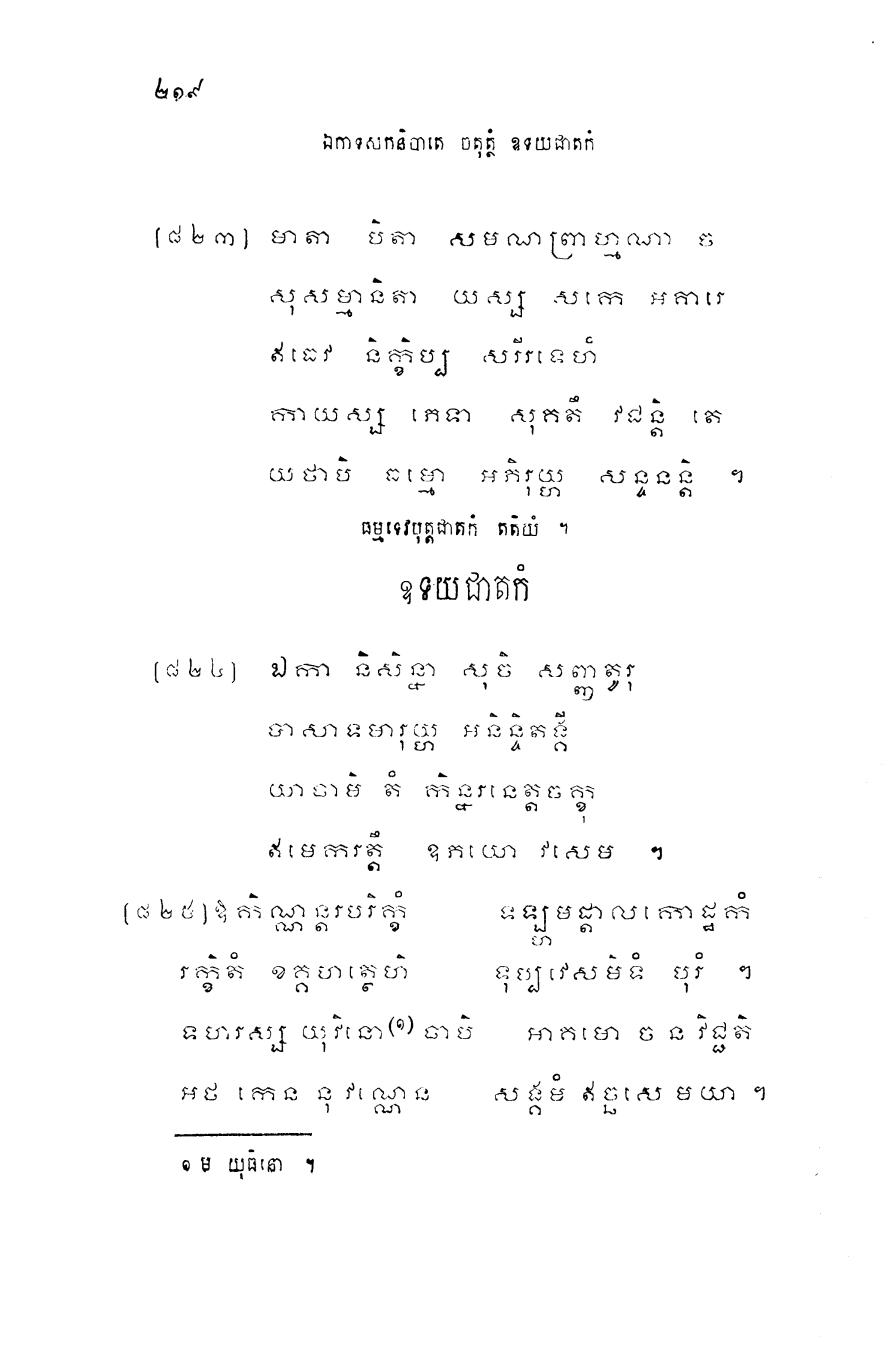 ២១៩
ឯកាទសកនិបាតេ ចតុត្ថំ ឧទយជាតកំ
(៨២៣) មាតា បិតា សមណព្រាហ្មណា ច
សុសម្មានិតា យស្ស សកេ អគារេ
ឥធេវ និក្ខិប្ប សរីរទេហំ
កាយស្ស ភេទា សុគតឹ វជន្តិ តេ
យថាបិ ធម្មោ អភិរុយ្ហ សន្ទនន្តិ ។
ធម្មទេវបុត្តជាតកំ តតិយំ ។
ឧទយជាតកំ
(៨២៤) ឯកា និសិន្នា សុចិ សញ្ញតូរុ
បាសាទមារុយ្ហ អនិន្ទិតង្គី
យាចាមិ តំ កិន្នរនេត្តចក្ខុ
ឥមេករត្តឹ ឧភយោ វសេម ។
(៨២៥) ឱកិណ្ណន្តរបរិក្ខំ ទឡ្ហមដ្តាលកោដ្ឋកំ
រក្ខិតំ ខគ្គហត្ថេហិ ទុប្បវេសមិទំ បុរំ ។
ទហរស្ស យុវិនោ(១) ចាបិ អាគមោ ច ន វិជ្ជតិ
អថ កេន នុ វណ្ណេន សង្គមំ ឥច្ឆសេ មយា ។
១ ម យុធិនោ ។